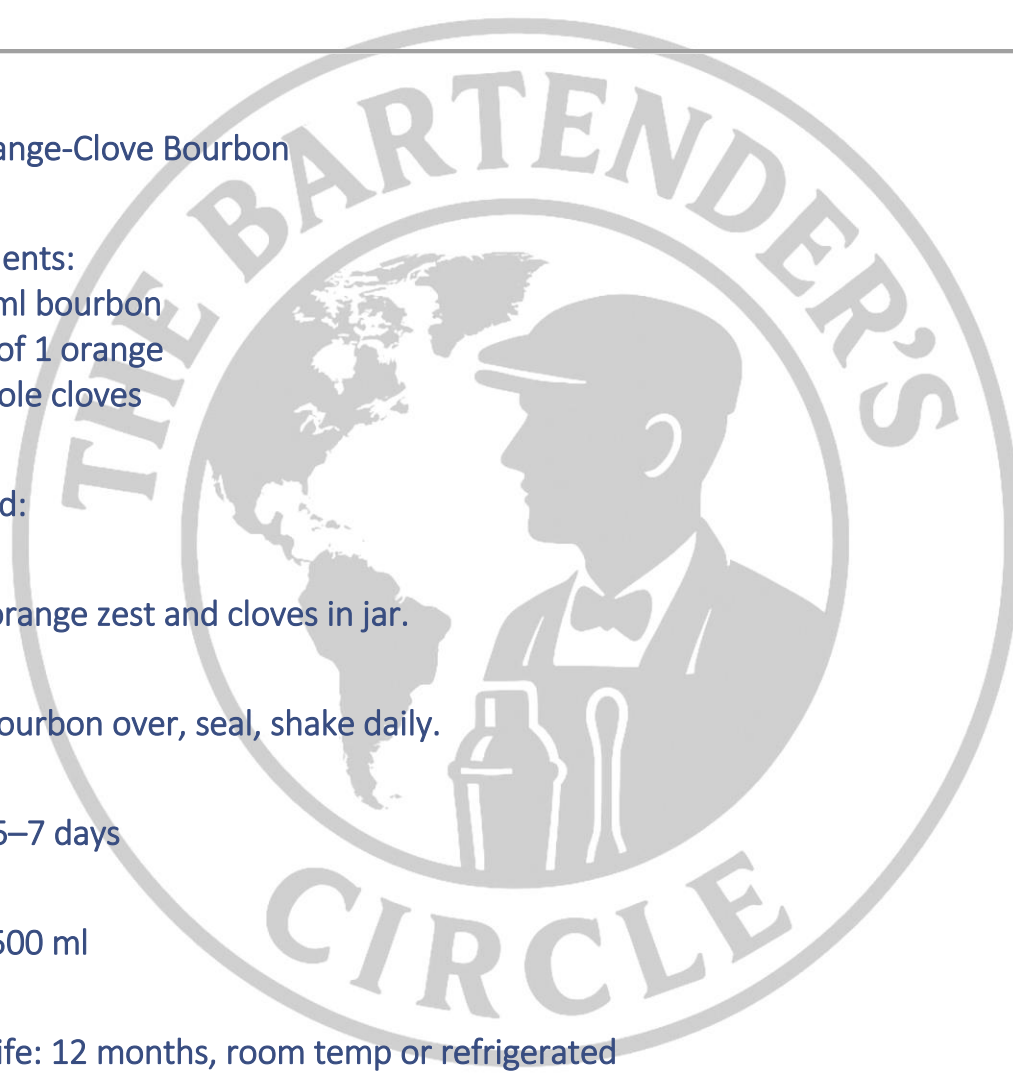 THE BARTENDER'S
ange-Clove Bourbon
ents:
ml bourbon
of 1 orange
ole cloves
d:
orange zest and cloves in jar.
ourbon over, seal, shake daily.
5–7 days
500 ml
ife: 12 months, room temp or refrigerated
CIRCLE